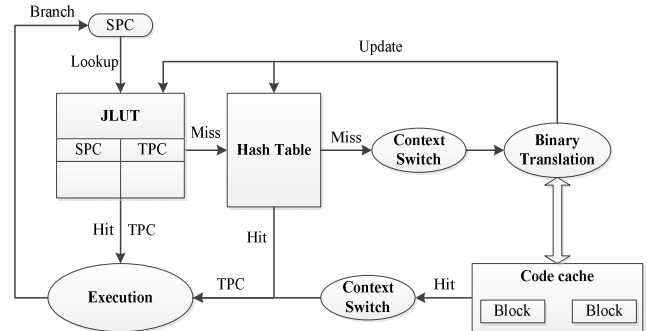 Branch
SPC
Lookup
Update
JLUT
SPC TPC
Miss
Hash Table
Miss
Context
Switch
Binary
Translation
Hit TPC
Hit
Execution
TPC
Context
Switch
Hit
Code cache
Block Block